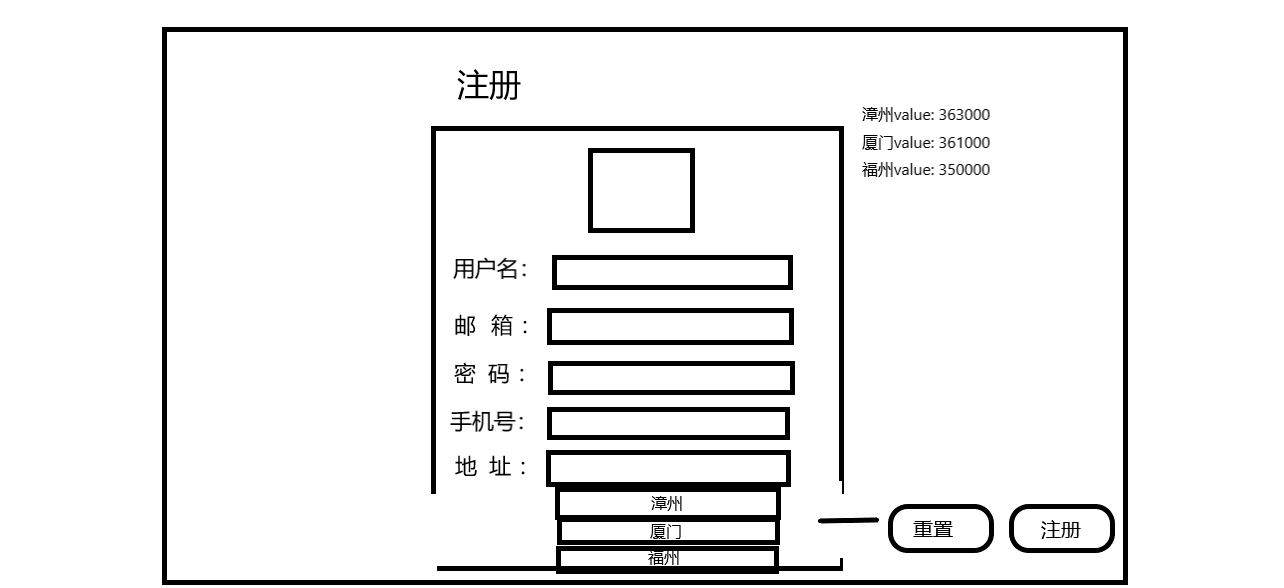 注册
漳州value: 363000
厦门value: 361000
福州value: 350000
用户名：
邮 箱：
密 码：
手机号：
地 址：
漳州
厦门
福州
重置
注册